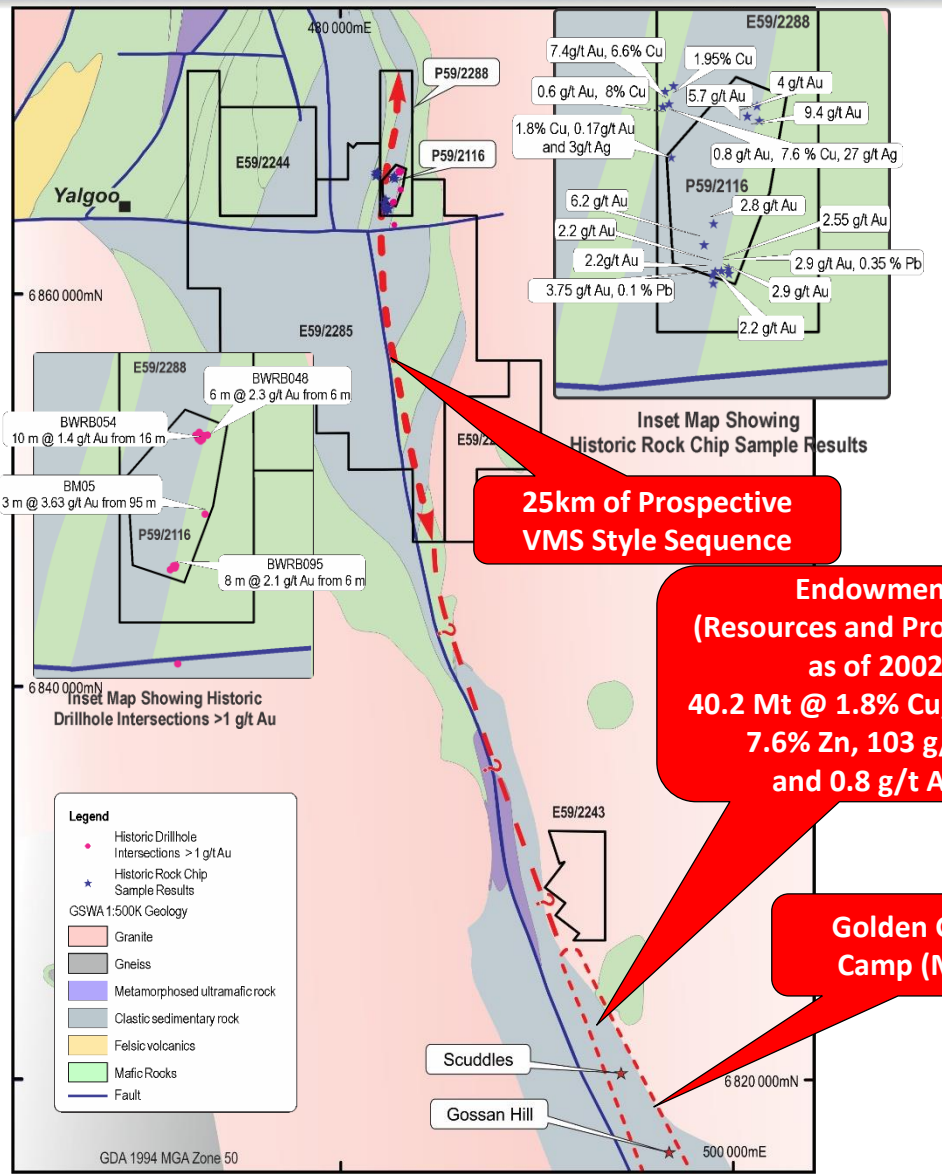 480 000mE
P59/2288
P59/2116
E59/2244
Yalgoo
6 860 000mN
E59/2285
E59/2288
7.4g/t Au, 6.6% Cu
1.95% Cu
0.6 g/t Au, 8% Cu
5.7 g/t Au
4 g/t Au
9.4 g/t Au
1.8% Cu, 0.17g/t Au
and 3g/t Ag
0.8 g/t Au, 7.6 % Cu, 27 g/t Ag
P59/2116
6.2 g/t Au
2.8 g/t Au
2.2 g/t Au
2.55 g/t Au
2.2g/t Au
2.9 g/t Au, 0.35 % Pb
3.75 g/t Au, 0.1 % Pb
2.9 g/t Au
2.2 g/t Au
Inset Map Showing
Historic Rock Chip Sample Results
E59/2288
BWRB048
6 m @ 2.3 g/t Au from 6 m
BWRB054
10 m @ 1.4 g/t Au from 16 m
BM05
3 m @ 3.63 g/t Au from 95 m
P59/2116
BWRB095
8 m @ 2.1 g/t Au from 6 m
6 840 000mN
Inset Map Showing Historic
Drillhole Intersections >1 g/t Au
25km of Prospective
VMS Style Sequence
as of 2002
40.2 Mt @ 1.8% Cu
7.6% Zn, 103 g/
and 0.8 g/t A
(Resources and
E59/2243
Golden
Camp
Scuddles
Gossan Hill
6 820 000mN
500 000mE
Legend
Historic Drillhole
Intersections >1 g/t Au
Historic Rock Chip
Sample Results
GSWA 1:500K Geology
Granite
Gneiss
Metamorphosed ultramafic rock
Clastic sedimentary rock
Felsic volcanics
Mafic Rocks
Fault
GDA 1994 MGA Zone 50